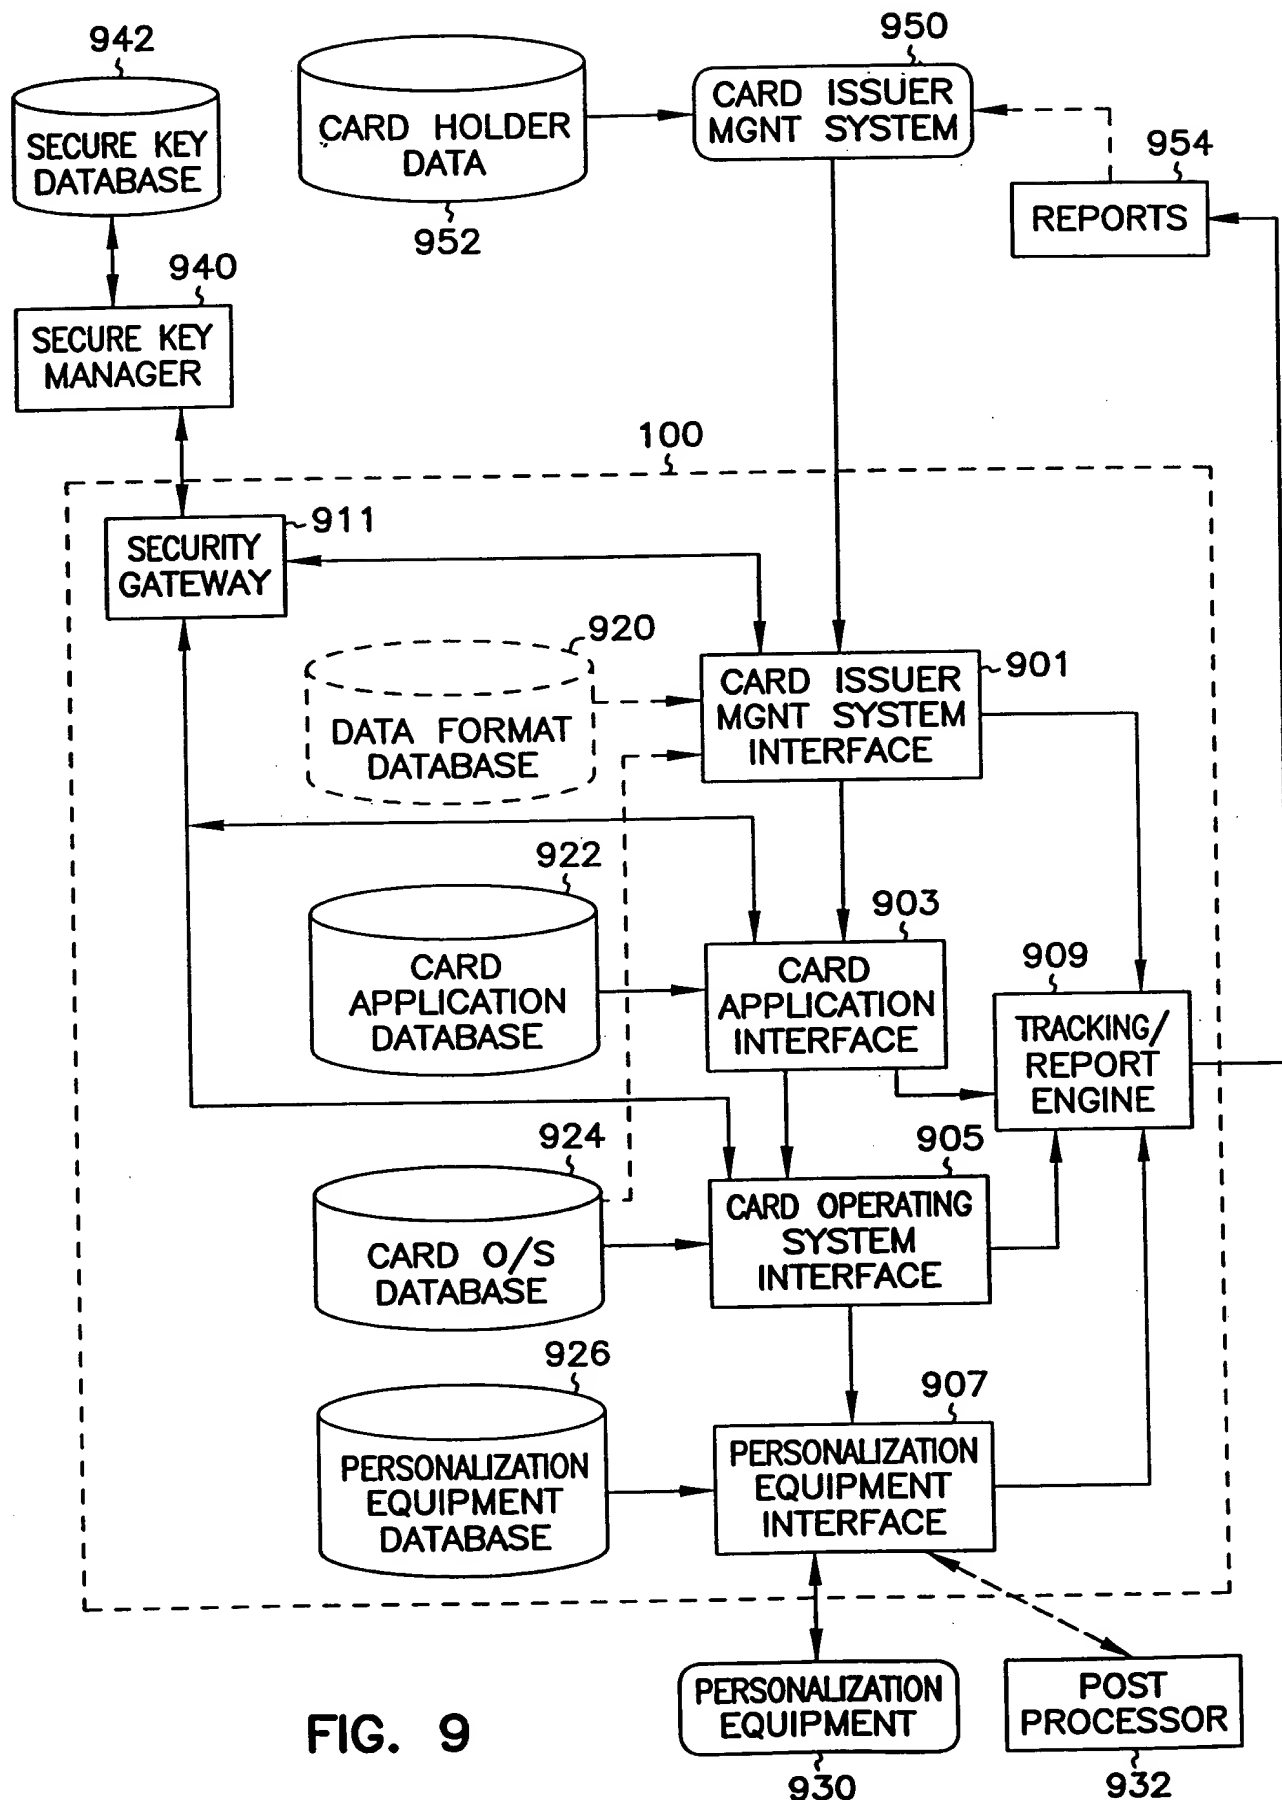 942
SECURE KEY
DATABASE
940
SECURE KEY
MANAGER
CARD HOLDER
DATA
952
950
CARD ISSUER
MGNT SYSTEM
954
REPORTS
100
911
SECURITY
GATEWAY
920
DATA FORMAT
DATABASE
901
CARD ISSUER
MGNT SYSTEM
INTERFACE
922
CARD
APPLICATION
DATABASE
903
CARD
APPLICATION
INTERFACE
909
TRACKING/
REPORT
ENGINE
924
CARD O/S
DATABASE
905
CARD OPERATING
SYSTEM
INTERFACE
926
PERSONALIZATION
EQUIPMENT
DATABASE
907
PERSONALIZATION
EQUIPMENT
INTERFACE
PERSONALIZATION
EQUIPMENT
930
POST
PROCESSOR
932
FIG. 9